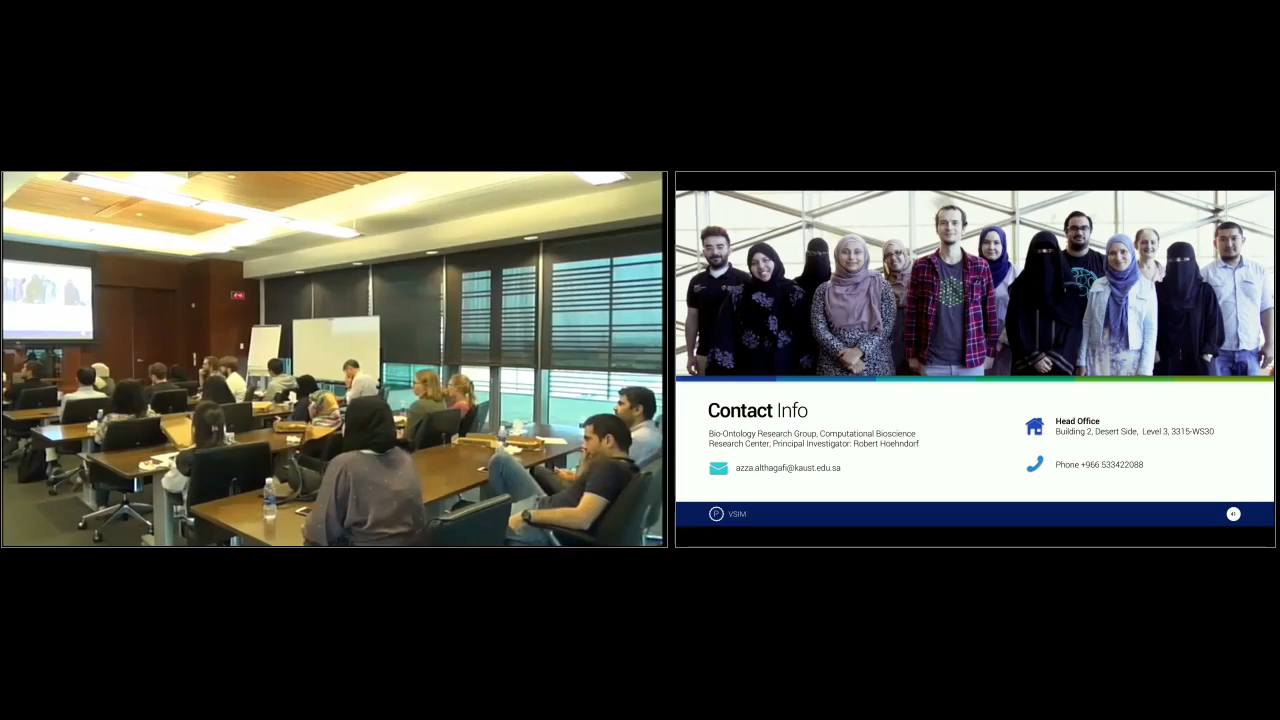 Contact Info
Bio-Ontology Research Group, Computational Bioscience
Research Center, Principal Investigator: Robert Hoehndorf
azza.althagafi@kaust.edu.sa
Head Office
Building 2, Desert Side, Level 3, 3315-WS30
Phone +966 533422088
P VSIM
41